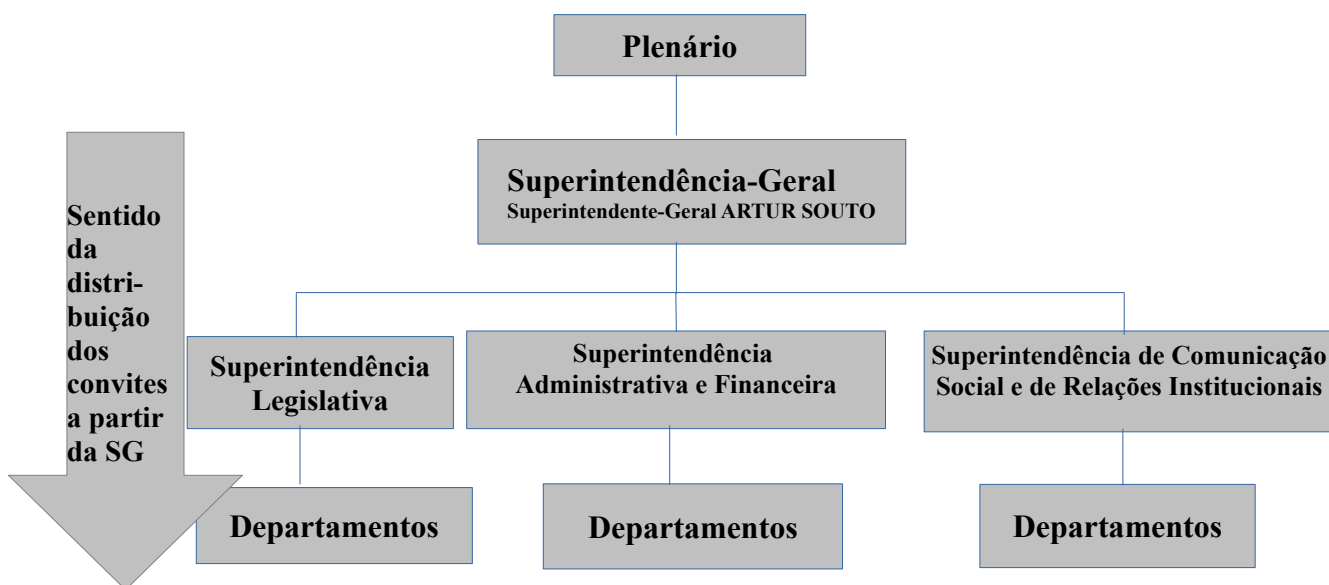 Plenário
Superintendência-Geral
Superintendente-Geral ARTUR SOUTO
Sentido
da
distri-
buição
dos
convites
a partir
da SG
Superintendência
Legislativa
Superintendência
Administrativa e Financeira
Superintendência de Comunicação
Social e de Relações Institucionais
Departamentos
Departamentos
Departamentos